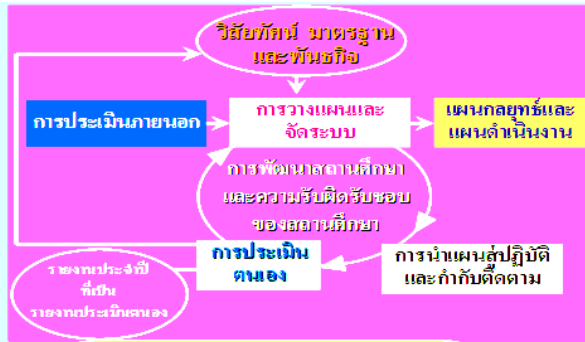 วิสัยทัศน์ มาตรฐาน
และพันธกิจ
การประเมินภายนอก
การวางแผนและ
จัดระบบ
แผนกลยุทธ์และ
แผนดำเนินงาน
การพัฒนาสถานศึกษา
และความรับผิดรับชอบ
ของสถานศึกษา
การประเมิน
ตนเอง
การนำแผนสู่ปฏิบัติ
และกำกับติดตาม
รายงานประจำปี
ที่เป็น
รายงานประเมินตนเอง